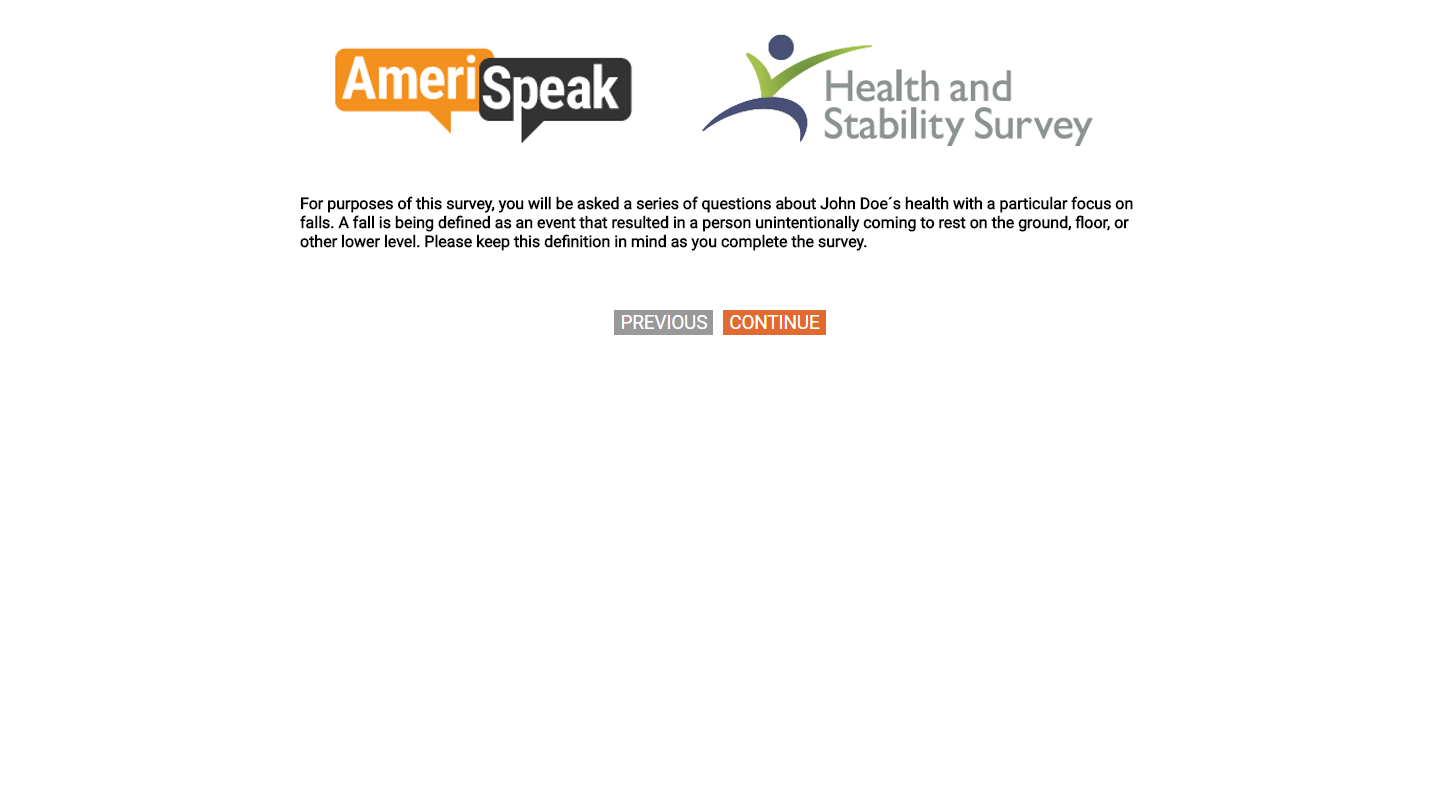 AmeriSpeak
Health and
Stability Survey
For purposes of this survey, you will be asked a series of questions about John Doe´s health with a particular focus on
falls. A fall is being defined as an event that resulted in a person unintentionally coming to rest on the ground, floor, or
other lower level. Please keep this definition in mind as you complete the survey.
PREVIOUS CONTINUE